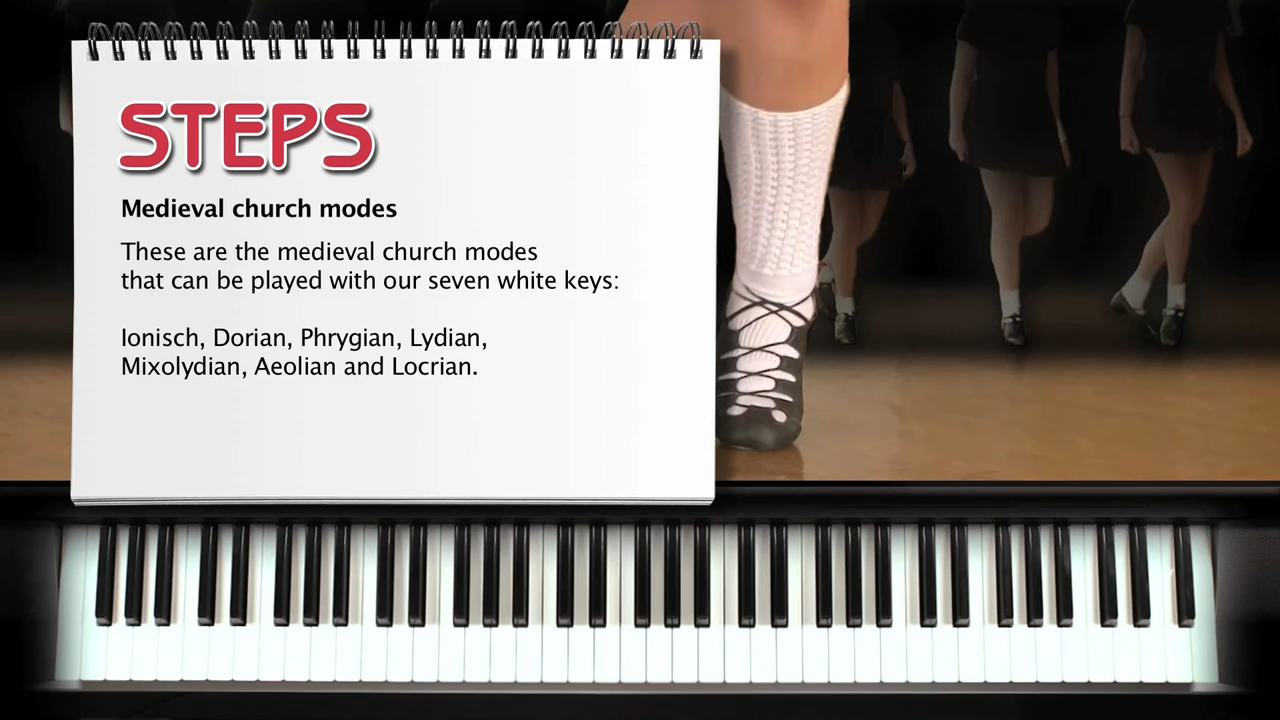 STEPS
Medieval church modes
These are the medieval church modes
that can be played with our seven white keys:
Ionisch, Dorian, Phrygian, Lydian,
Mixolydian, Aeolian and Locrian.